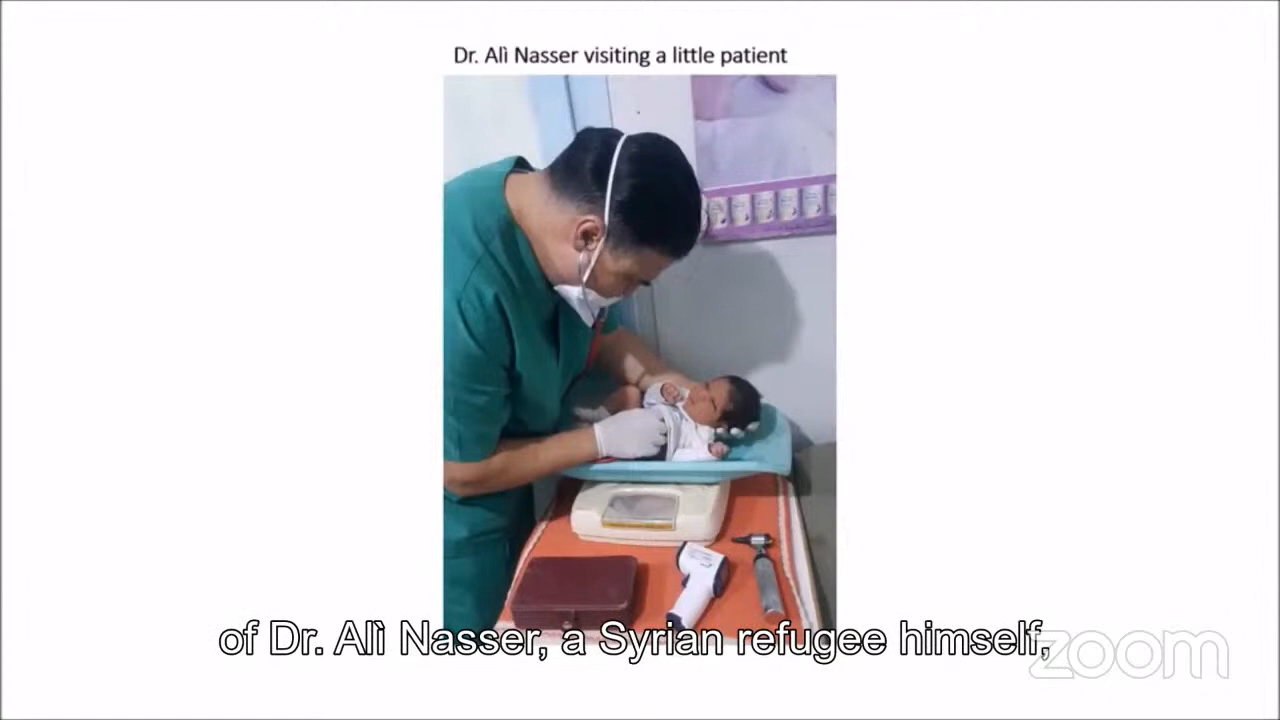 Dr. Alì Nasser visiting a little patient
of Dr. Alì Nasser, a Syrian refugee himself,
zoom